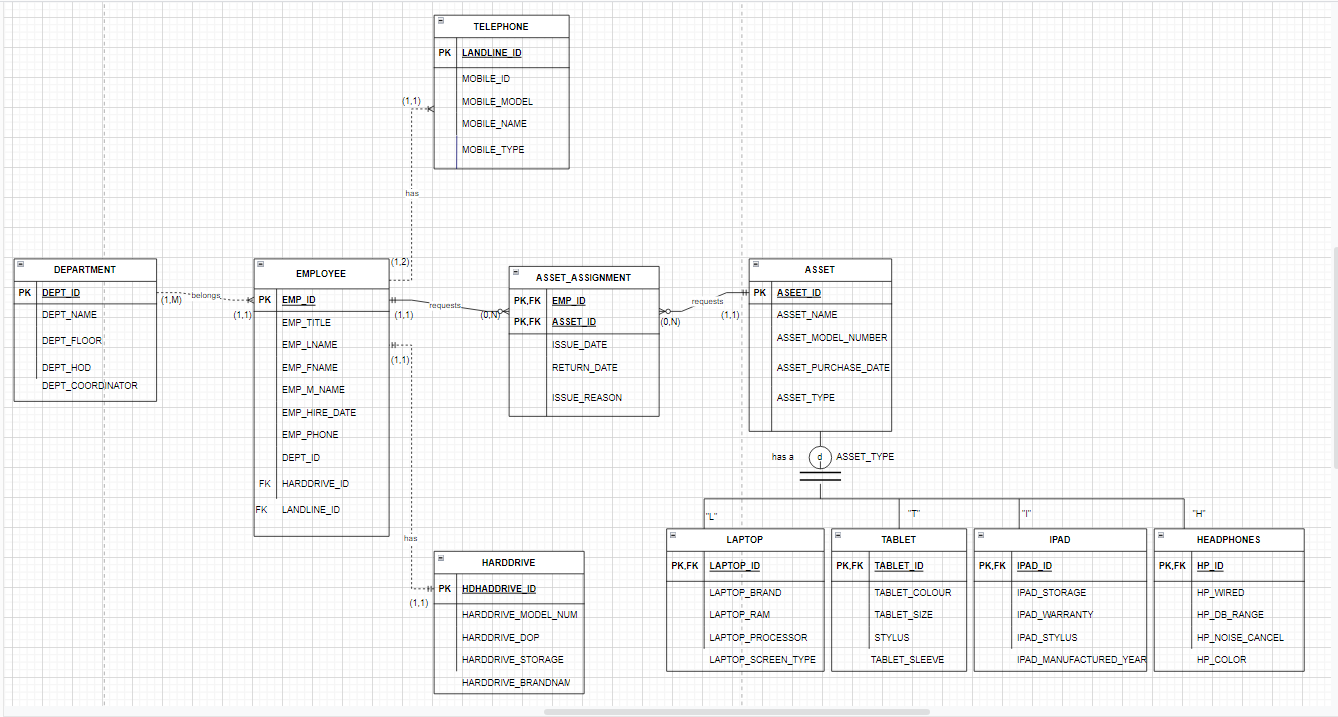 TELEPHONE
PK LANDLINE_ID
MOBILE_ID
MOBILE_MODEL
MOBILE_NAME
MOBILE_TYPE
(1,1)
has
(1,2)
DEPARTMENT
PK DEPT_ID
DEPT_NAME
DEPT_FLOOR
DEPT_HOD
DEPT_COORDINATOR
(1,M)
belongs
(1,1)
EMPLOYEE
PK EMP_ID
EMP_TITLE
EMP_LNAME
EMP_FNAME
EMP_M_NAME
EMP_HIRE_DATE
EMP_PHONE
DEPT_ID
FK HARDDRIVE_ID
FK LANDLINE_ID
(1,1)
requests
(0,N)
(1,1)
ASSET_ASSIGNMENT
PK,FK EMP_ID
PK,FK ASSET_ID
ISSUE_DATE
RETURN_DATE
ISSUE_REASON
(0,N)
requests
(1,1)
ASSET
PK ASEET_ID
ASSET_NAME
ASSET_MODEL_NUMBER
ASSET_PURCHASE_DATE
ASSET_TYPE
has a
d
ASSET_TYPE
has
(1,1)
HARDDRIVE
PK HDHADDRIVE_ID
HARDDRIVE_MODEL_NUM
HARDDRIVE_DOP
HARDDRIVE_STORAGE
HARDDRIVE_BRANDNAM
"L"
"T"
"I"
"H"
LAPTOP
PK,FK LAPTOP_ID
LAPTOP_BRAND
LAPTOP_RAM
LAPTOP_PROCESSOR
LAPTOP_SCREEN_TYPE
TABLET
PK,FK TABLET_ID
TABLET_COLOUR
TABLET_SIZE
STYLUS
TABLET_SLEEVE
IPAD
PK,FK IPAD_ID
IPAD_STORAGE
IPAD_WARRANTY
IPAD_STYLUS
IPAD_MANUFACTURED_YEAR
HEADPHONES
PK,FK HP_ID
HP_WIRED
HP_DB_RANGE
HP_NOISE_CANCEL
HP_COLOR